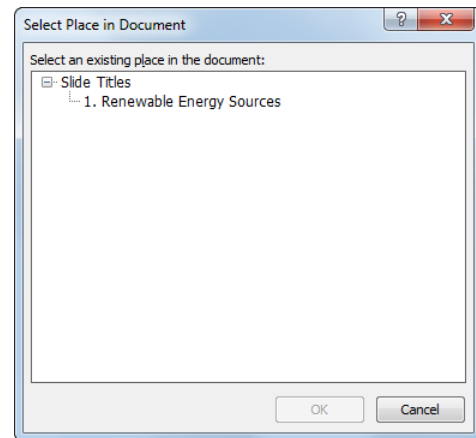 Select Place in Document
?
Select an existing place in the document:
Slide Titles
1. Renewable Energy Sources
OK Cancel